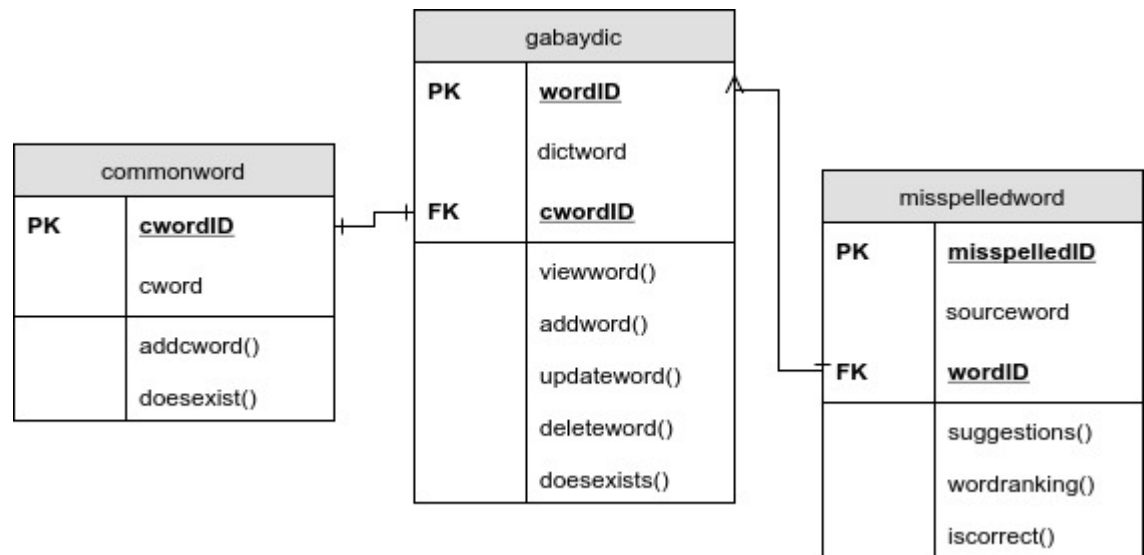 commonword
PK cwordID
cword
addcword()
doesexist()
gabaydic
PK wordID
dictword
FK cwordID
viewword()
addword()
updateword()
deleteword()
doesexists()
misspelledword
PK misspelledID
sourceword
FK wordID
suggestions()
wordranking()
iscorrect()